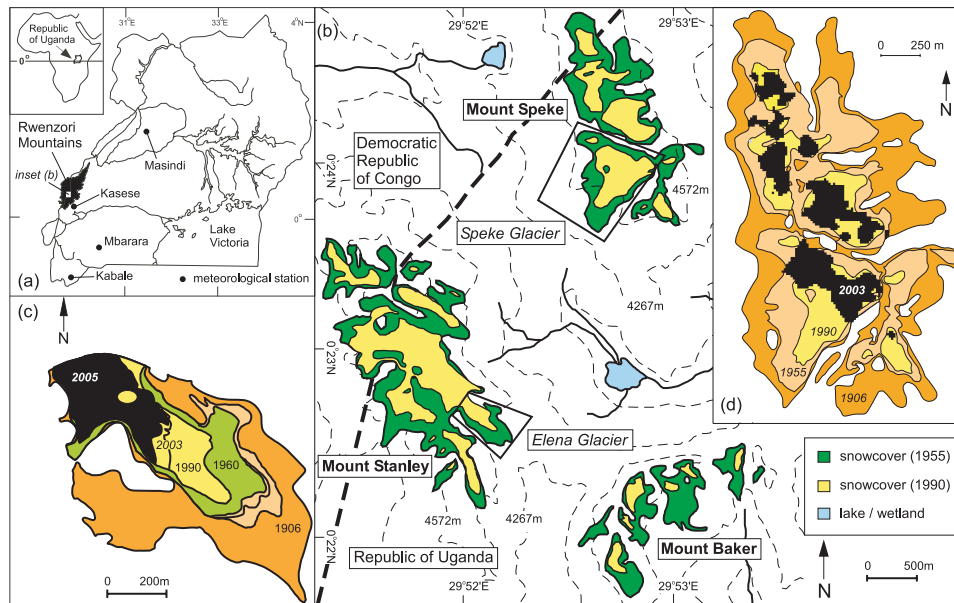 Republic
of Uganda
0°
31°E
33°E
4°N
Rwenzori
Mountains
inset (b)
Masindi
Kasese
Mbarara
Lake
Victoria
0°
Kabale
meteorological station
(a)
(b)
29°52'E
29°53'E
Mount Speke
Democratic
Republic
of Congo
0°24'N
4572m
Speke Glacier
4267m
0°23'N
Elena Glacier
Mount Stanley
4572m
4267m
Mount Baker
0°22'N
Republic of Uganda
29°52'E
29°53'E
(c)
N
2005
2003
1990
1960
1906
0
200m
0
250 m
N
2003
1990
1955
1906
(d)
snowcover (1955)
snowcover (1990)
lake / wetland
N
0
500m